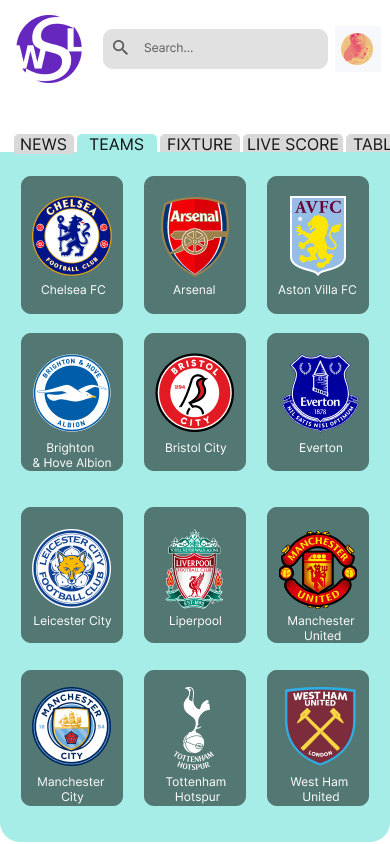 WSL
Search...
NEWS
TEAMS
FIXTURE
LIVE SCORE
TABL
CHELSEA
FOOTBALL CLUB
Chelsea FC
Arsenal
Arsenal
AVFC
Aston Villa FC
BRIGHTON & HOVE
ALBION
Brighton
& Hove Albion
BRISTOL
1894
CITY
Bristol City
Everton
1878
NIL SATIS NISI OPTIMUM
Everton
LEICESTER CITY
FOOTBALL CLUB
Leicester City
YOU'LL NEVER WALK ALONE
LIVERPOOL
FOOTBALL CLUB
EST·1892
Liperpool
MANCHESTER
UNITED
Manchester
United
MANCHESTER
18 94
CITY
Manchester
City
TOTTENHAM
HOTSPUR
Tottenham
Hotspur
WEST HAM
UNITED
LONDON
West Ham
United